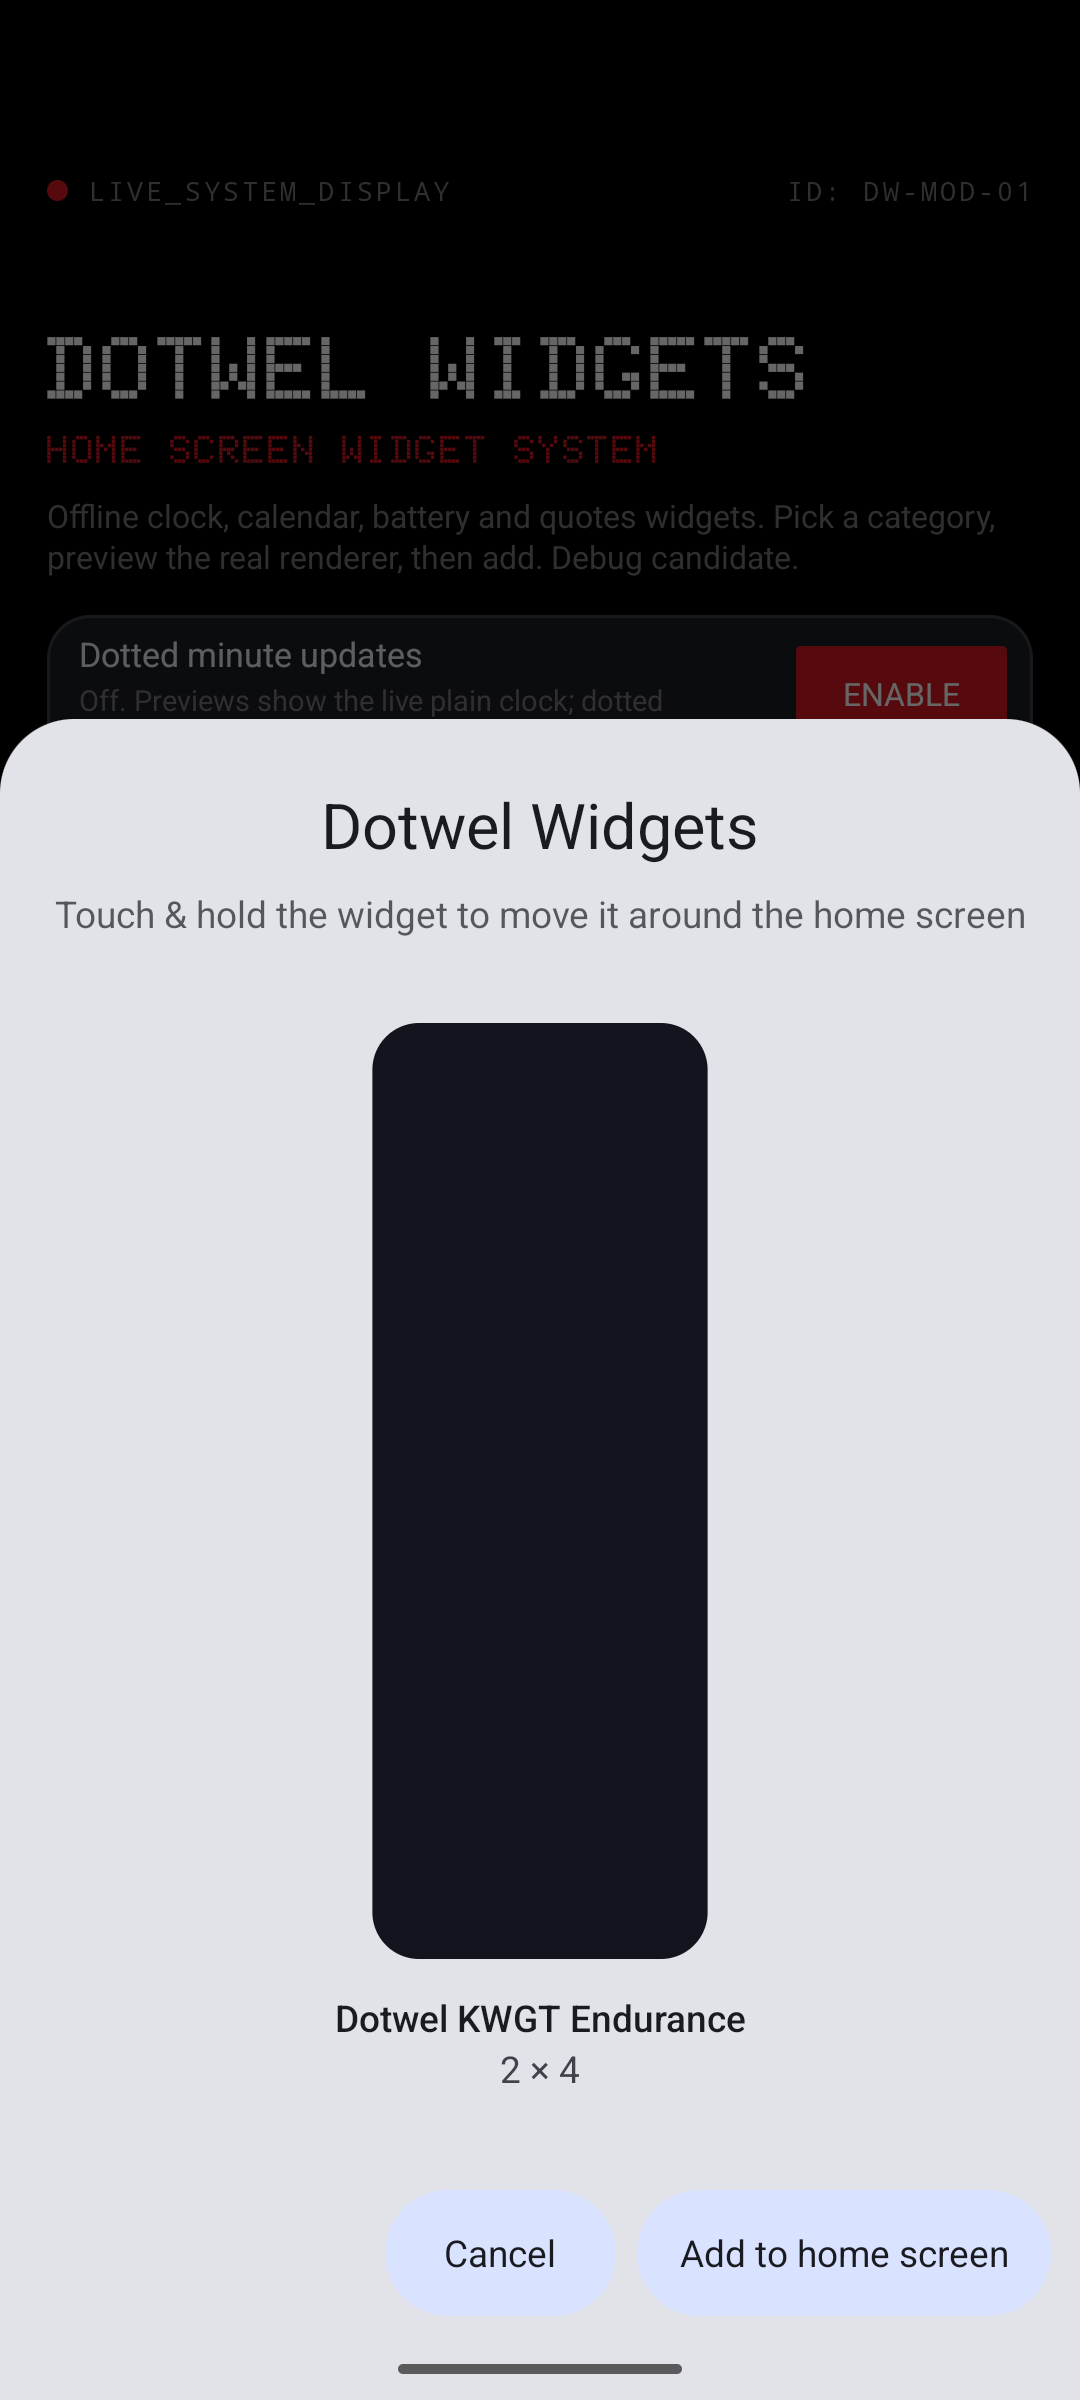 LIVE_SYSTEM_DISPLAY
ID: DW-MOD-01
DOTWEL WIDGETS
HOME SCREEN WIDGET SYSTEM
Offline clock, calendar, battery and quotes widgets. Pick a category,
preview the real renderer, then add. Debug candidate.
Dotted minute updates
ENABLE
Off. Previews show the live plain clock; dotted
Dotwel Widgets
Touch & hold the widget to move it around the home screen
Dotwel KWGT Endurance
2 × 4
Cancel
Add to home screen